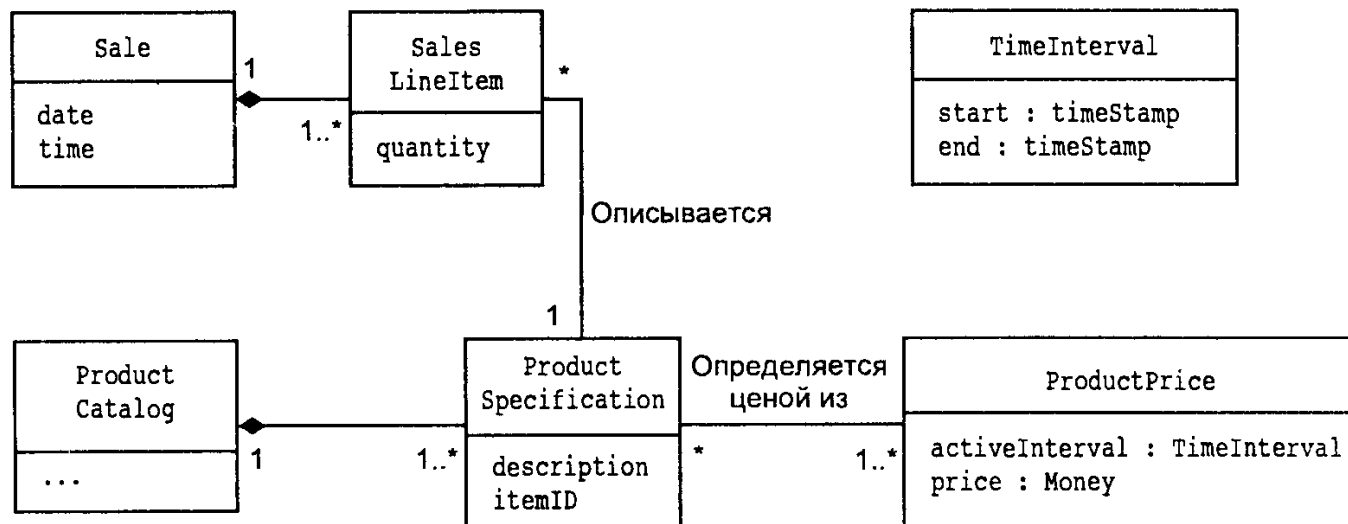 Sale
date
time
1
1..*
Sales
LineItem
quantity
*
TimeInterval
start : timeStamp
end : timeStamp
Описывается
1
Product
Catalog
...
1
1..*
Product
Specification
description
itemID
Определяется
ценой из
*
1..*
ProductPrice
activeInterval : TimeInterval
price : Money